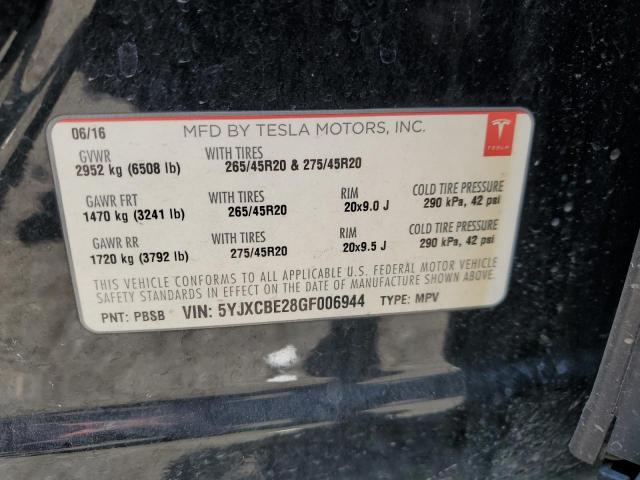 06/16 MFD BY TESLA MOTORS, INC.
TESLA
GVWR WITH TIRES
2952 kg (6508 lb) 265/45R20 & 275/45R20
GAWR FRT WITH TIRES RIM COLD TIRE PRESSURE
1470 kg (3241 lb) 265/45R20 20x9.0 J 290 kPa, 42 psi
GAWR RR WITH TIRES RIM COLD TIRE PRESSURE
1720 kg (3792 lb) 275/45R20 20x9.5 J 290 kPa, 42 psi
THIS VEHICLE CONFORMS TO ALL APPLICABLE U.S. FEDERAL MOTOR VEHICLE
SAFETY STANDARDS IN EFFECT ON THE DATE OF MANUFACTURE SHOWN ABOVE.
PNT: PBSB VIN: 5YJXCBE28GF006944 TYPE: MPV